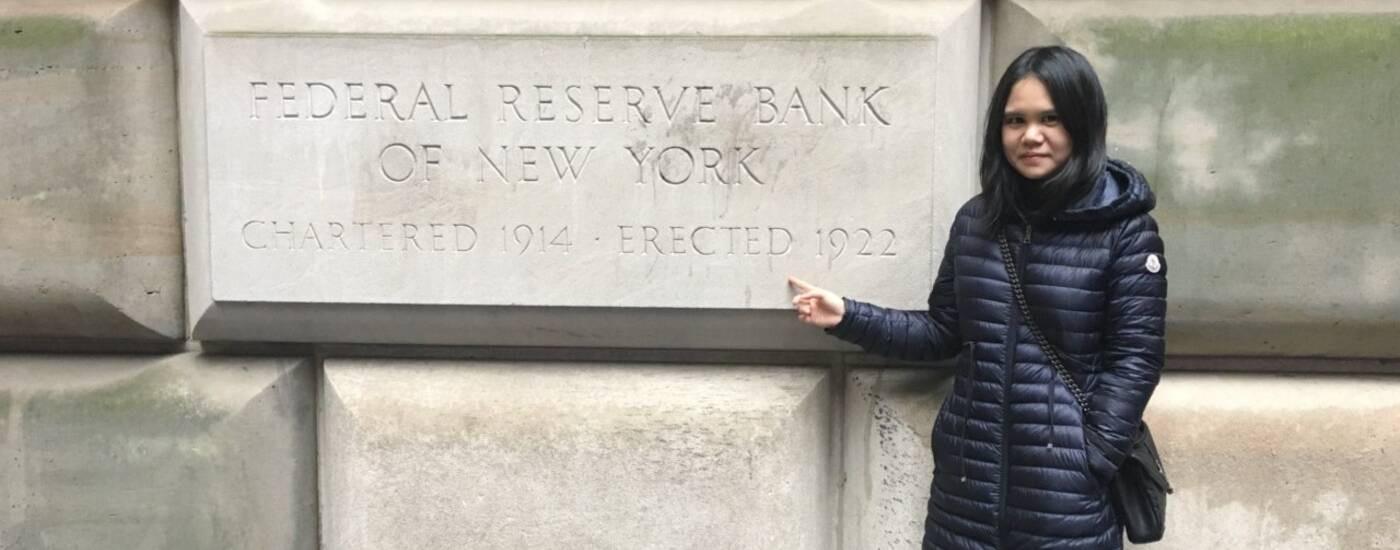 FEDERAL RESERVE BANK
OF NEW YORK
CHARTERED 1914 · ERECTED 1922